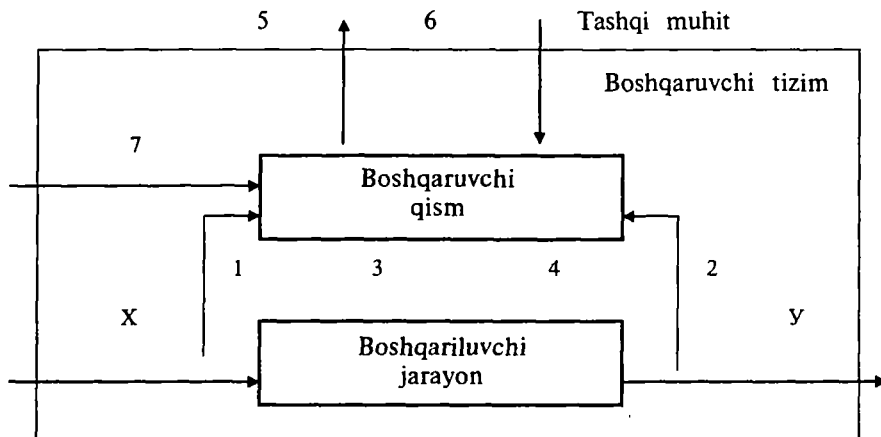 5 6 Tashqi muhit
Boshqaruvchi tizim
7
Boshqaruvchi
qism
1 3 4 2
X У
Boshqariluvchi
jarayon